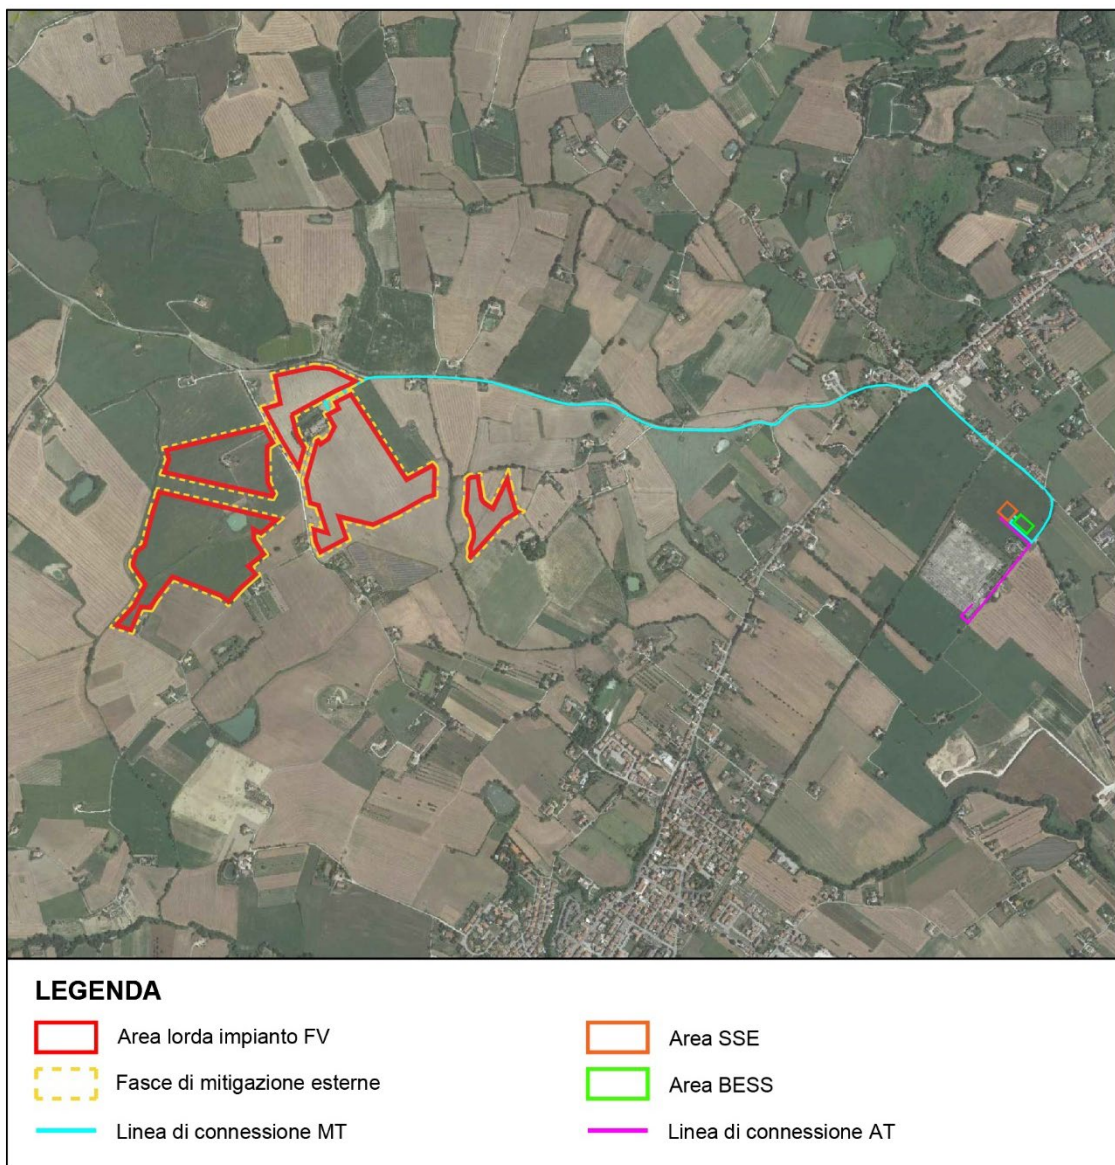 LEGENDA
Area lorda impianto FV
Fasce di mitigazione esterne
Linea di connessione MT
Area SSE
Area BESS
Linea di connessione AT